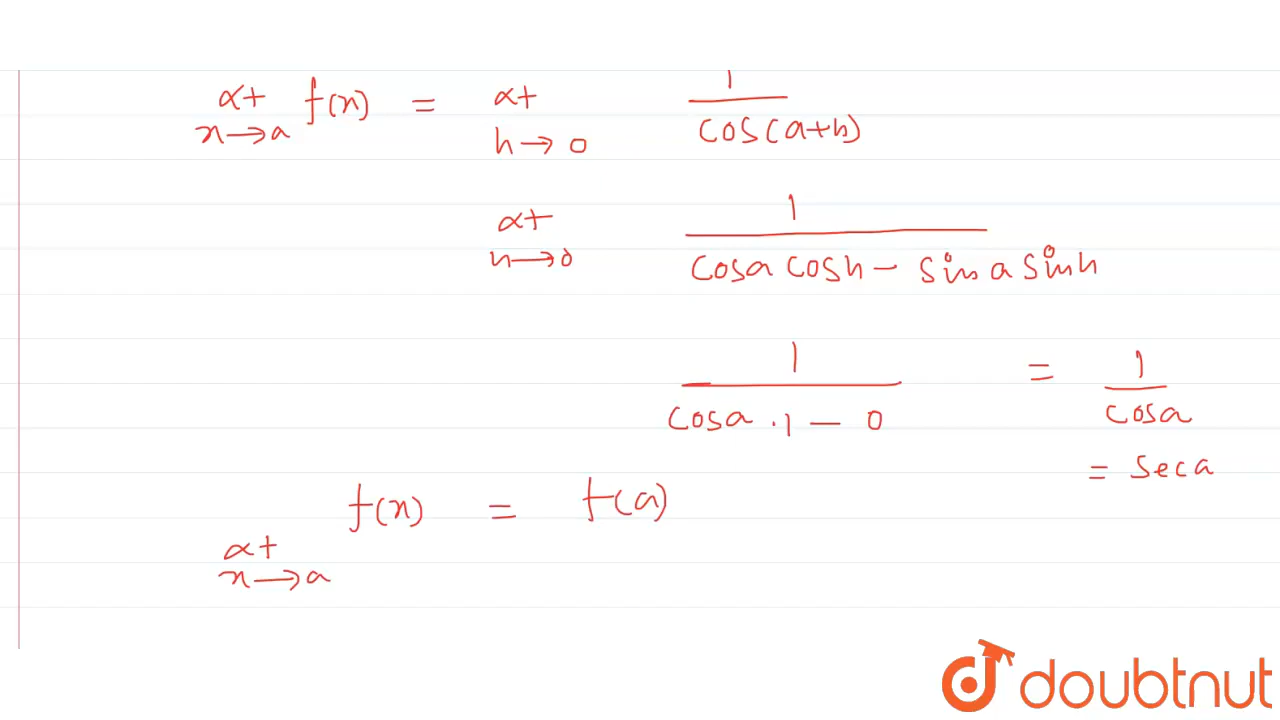 lt x→a f(x) = lt h→0 1/cos(a+h)
lt h→0 1/cosa cosh − sina sinh
1/cosa .1 − 0 = 1/cosa
= seca
lt x→a f(x) = f(a)
doubtnut